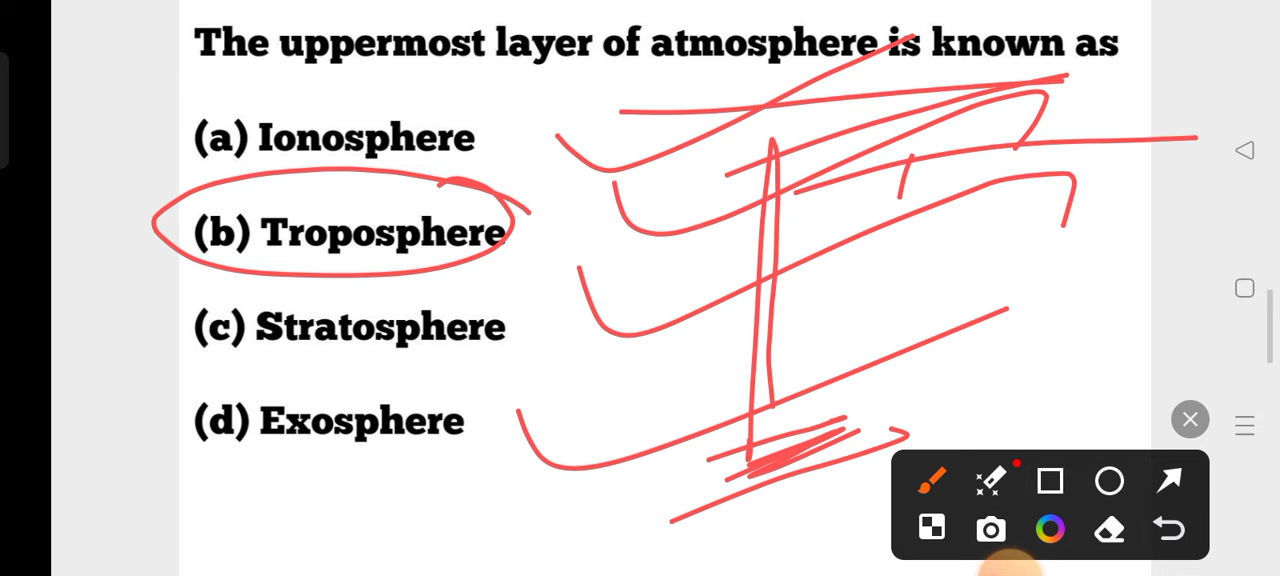 The uppermost layer of atmosphere is known as
(a) Ionosphere
(b) Troposphere
(c) Stratosphere
(d) Exosphere